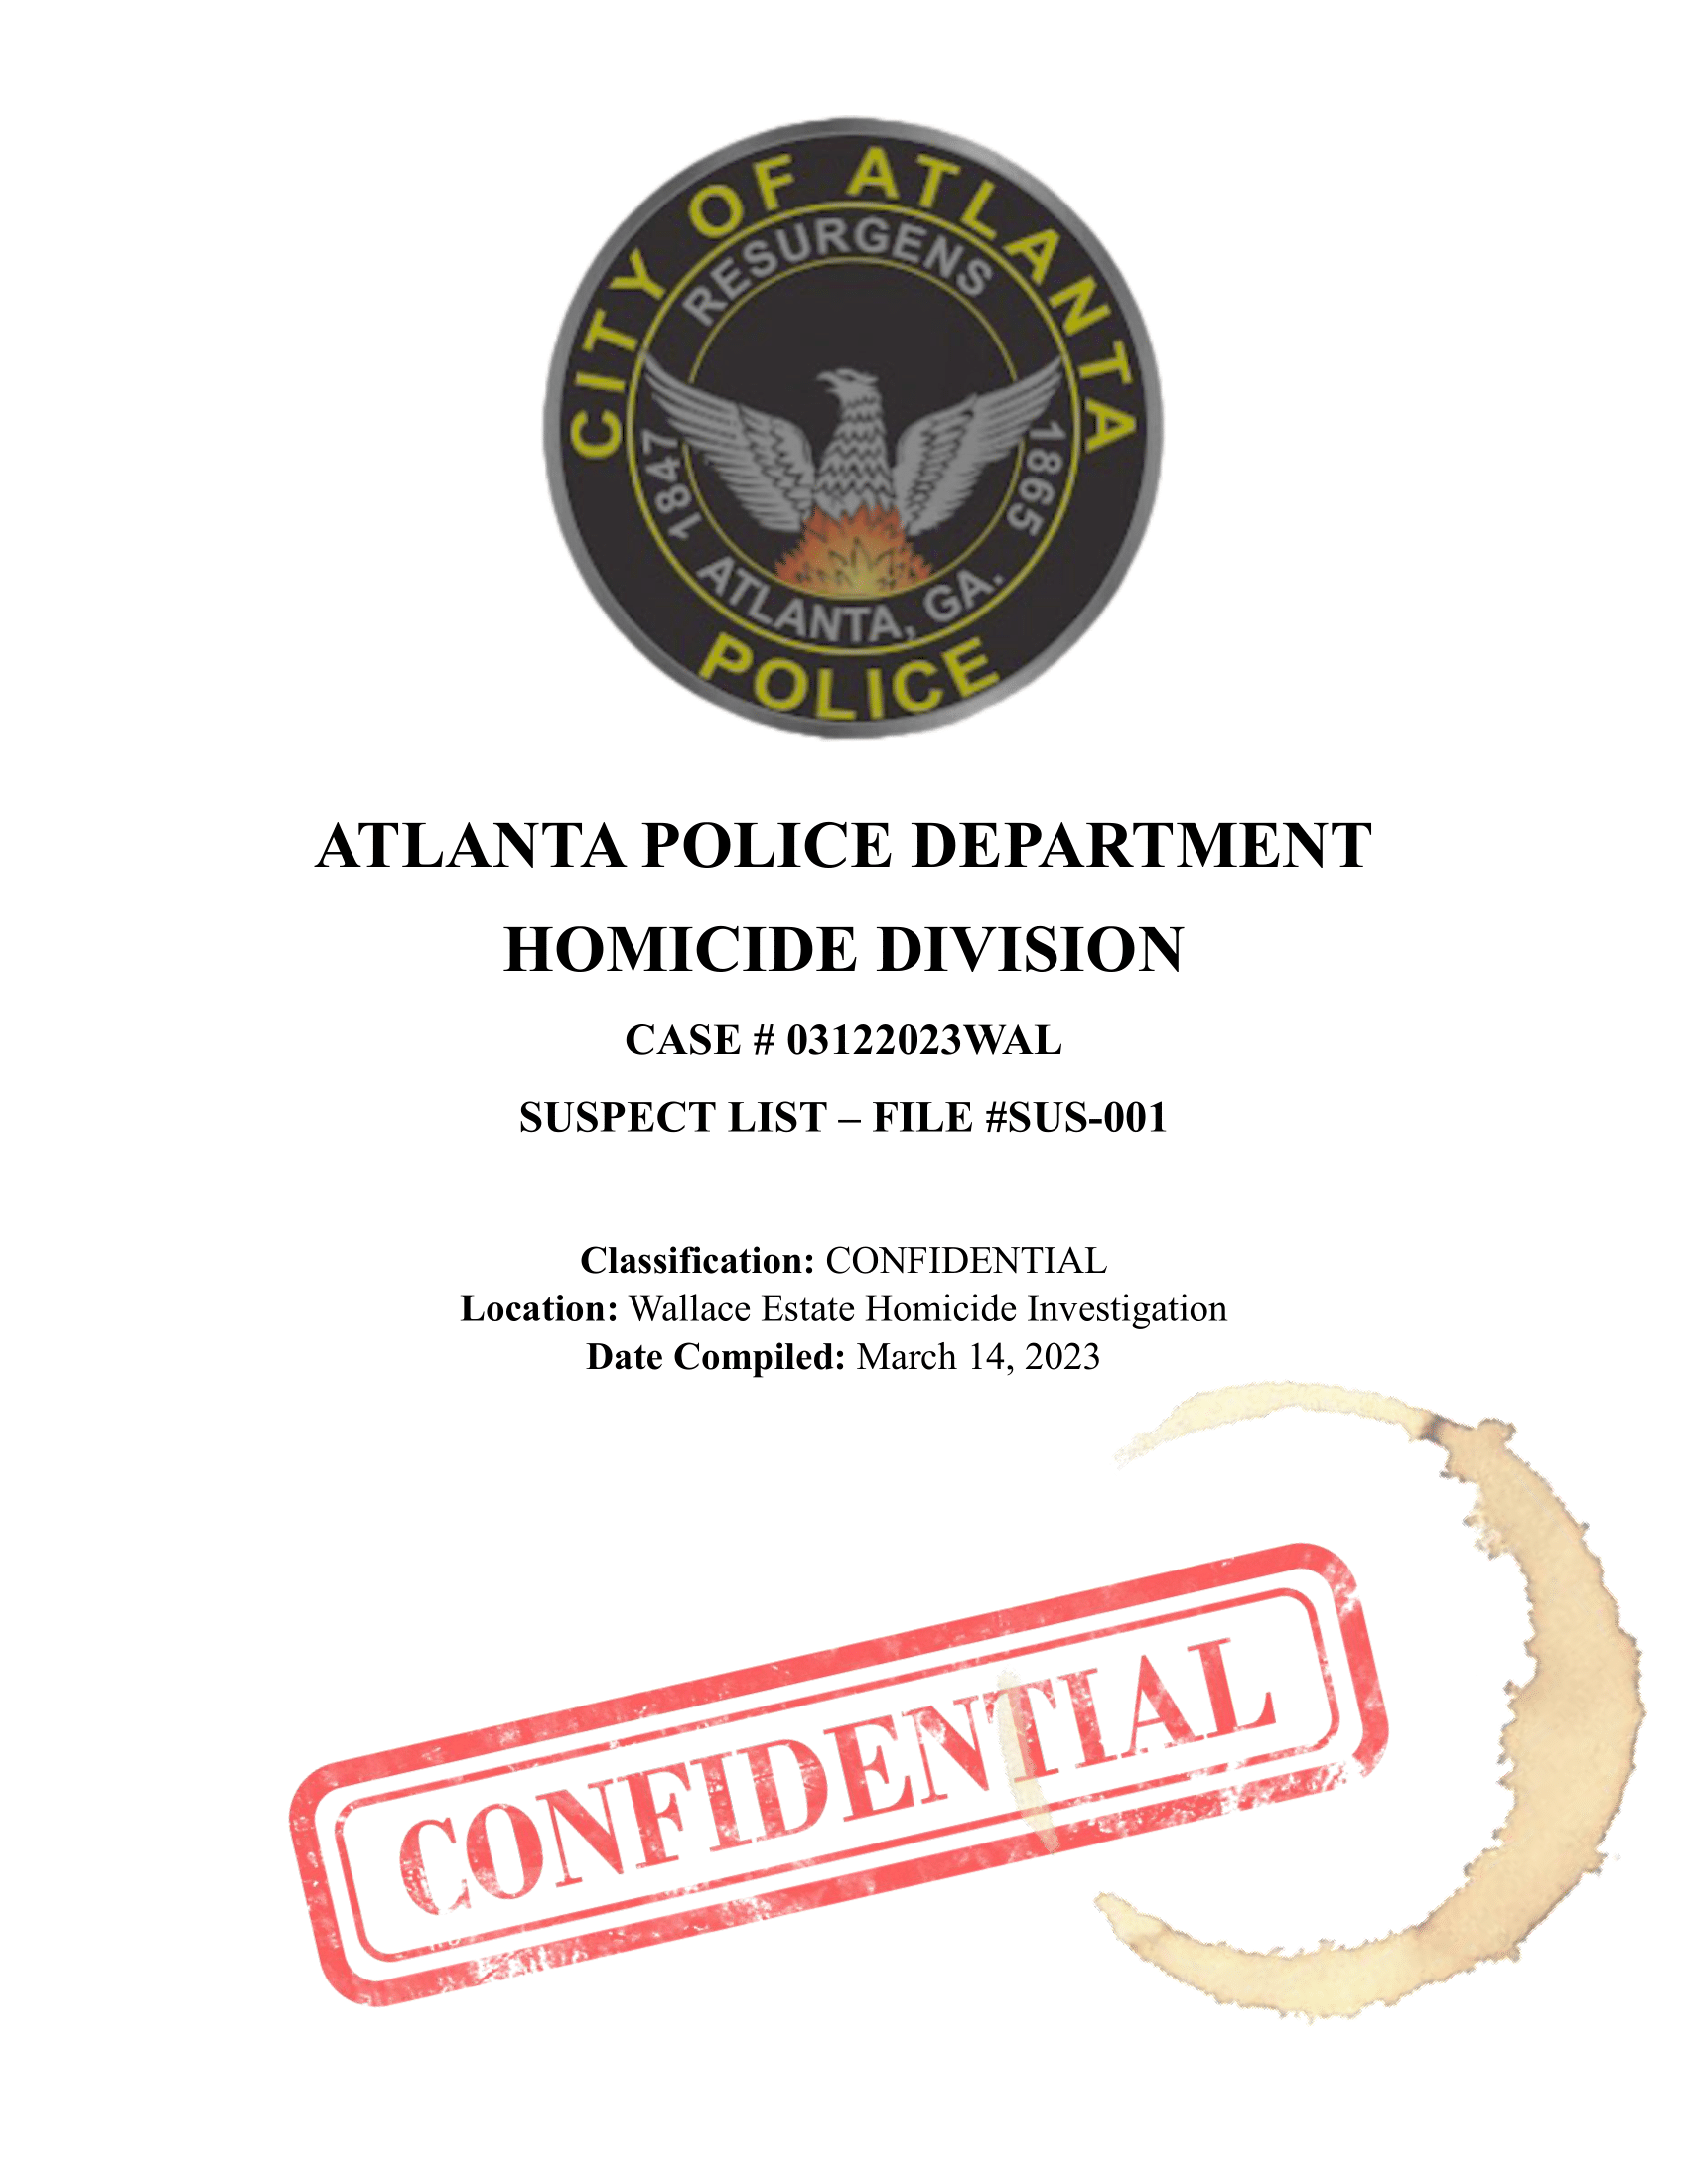 CITY OF ATLANTA
RESURGENS
1847 1865
ATLANTA, GA.
POLICE
ATLANTA POLICE DEPARTMENT
HOMICIDE DIVISION
CASE # 03122023WAL
SUSPECT LIST – FILE #SUS-001
Classification: CONFIDENTIAL
Location: Wallace Estate Homicide Investigation
Date Compiled: March 14, 2023
CONFIDENTIAL